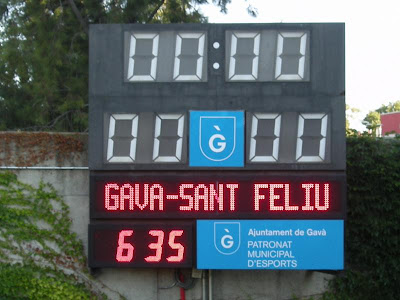 00:00
00 g 00
GAVA-SANT FELIU
6 35
g
Ajuntament de Gavà
PATRONAT
MUNICIPAL
D'ESPORTS